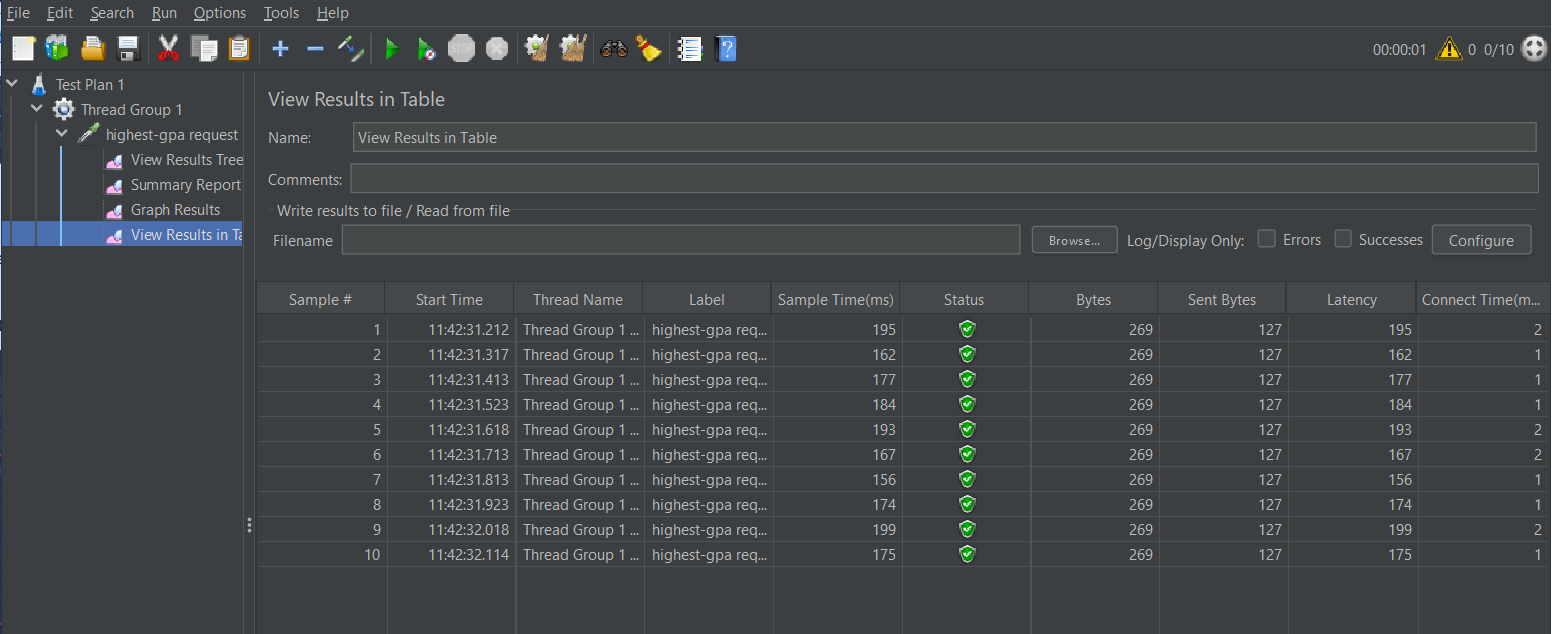 File Edit Search Run Options Tools Help
STOP 00:00:01 0 0/10
Test Plan 1
Thread Group 1
highest-gpa request
View Results Tree
Summary Report
Graph Results
View Results in Ta
View Results in Table
Name: View Results in Table
Comments:
Write results to file / Read from file
Filename Browse... Log/Display Only: Errors Successes Configure
Sample # Start Time Thread Name Label Sample Time(ms) Status Bytes Sent Bytes Latency Connect Time(m...
1 11:42:31.212 Thread Group 1 ... highest-gpa req... 195 269 127 195 2
2 11:42:31.317 Thread Group 1 ... highest-gpa req... 162 269 127 162 1
3 11:42:31.413 Thread Group 1 ... highest-gpa req... 177 269 127 177 1
4 11:42:31.523 Thread Group 1 ... highest-gpa req... 184 269 127 184 1
5 11:42:31.618 Thread Group 1 ... highest-gpa req... 193 269 127 193 2
6 11:42:31.713 Thread Group 1 ... highest-gpa req... 167 269 127 167 2
7 11:42:31.813 Thread Group 1 ... highest-gpa req... 156 269 127 156 1
8 11:42:31.923 Thread Group 1 ... highest-gpa req... 174 269 127 174 1
9 11:42:32.018 Thread Group 1 ... highest-gpa req... 199 269 127 199 2
10 11:42:32.114 Thread Group 1 ... highest-gpa req... 175 269 127 175 1